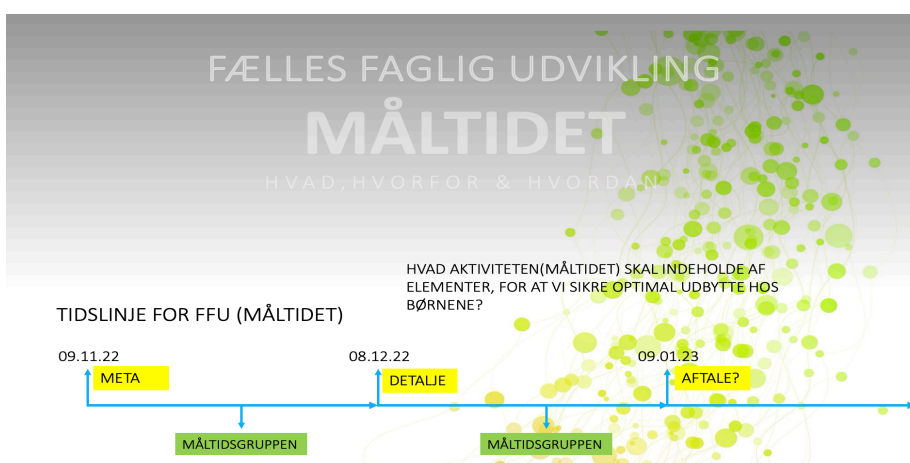 FÆLLES FAGLIG UDVIKLING
MÅLTIDET
HVAD, HVORFOR & HVORDAN
HVAD AKTIVITETEN(MÅLTIDET) SKAL INDEHOLDE AF
ELEMENTER, FOR AT VI SIKRE OPTIMAL UDBYTTE HOS
BØRNENE?
TIDSLINJE FOR FFU (MÅLTIDET)
09.11.22
08.12.22
09.01.23
META
DETALJE
AFTALE?
MÅLTIDSGRUPPEN
MÅLTIDSGRUPPEN